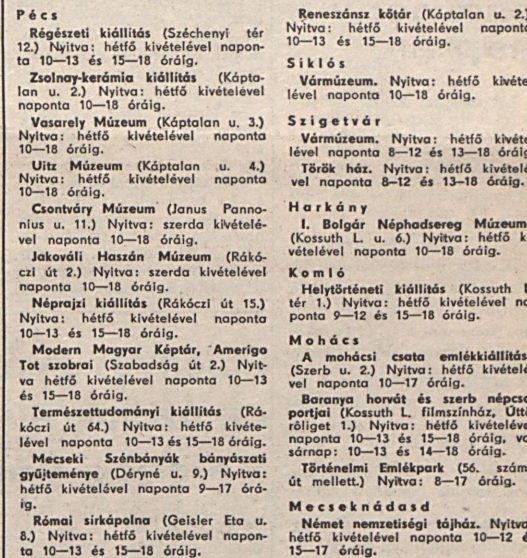 Pécs
Régészeti kiállítás (Széchenyi tér
12.) Nyitva: hétfő kivételével napon-
ta 10—13 és 15—18 óráig.
Zsolnay-kerámia kiállítás (Kápta-
lan u. 2.) Nyitva: hétfő kivételével
naponta 10—18 óráig.
Vasarely Múzeum (Káptalan u. 3.)
Nyitva: hétfő kivételével naponta
10—18 óráig.
Uitz Múzeum (Káptalan u. 4.)
Nyitva: hétfő kivételével naponta
10—18 óráig.
Csontváry Múzeum (Janus Panno-
nius u. 11.) Nyitva: szerda kivételé-
vel naponta 10—18 óráig.
Jakováli Haszán Múzeum (Rákó-
czi út 2.) Nyitva: szerda kivételével
naponta 10—18 óráig.
Néprajzi kiállítás (Rákóczi út 15.)
Nyitva: hétfő kivételével naponta
10—13 és 15—18 óráig.
Modern Magyar Képtár, Amerigo
Tot szobrai (Szabadság út 2.) Nyit-
va hétfő kivételével naponta 10—13
és 15—18 óráig.
Természettudományi kiállítás (Rá-
kóczi út 64.) Nyitva: hétfő kivéte-
lével naponta 10—13 és 15—18 óráig.
Mecseki Szénbányák bányászati
gyűjteménye (Déryné u. 9.) Nyitva:
hétfő kivételével naponta 9—17 órá-
ig.
Római sírkápolna (Geisler Eta u.
8.) Nyitva: hétfő kivételével napon-
ta 10—13 és 15—18 óráig.
Reneszánsz kőtár (Káptalan u. 2.)
Nyitva: hétfő kivételével naponta
10—13 és 15—18 óráig.
Siklós
Vármúzeum. Nyitva: hétfő kivéte-
lével naponta 10—18 óráig.
Szigetvár
Vármúzeum. Nyitva: hétfő kivéte-
lével naponta 8—12 és 13—18 óráig.
Török ház. Nyitva: hétfő kivételé-
vel naponta 8—12 és 13—18 óráig.
Harkány
I. Bolgár Néphadsereg Múzeum
(Kossuth L. u. 6.) Nyitva: hétfő ki-
vételével naponta 10—18 óráig.
Komló
Helytörténeti kiállítás (Kossuth
tér 1.) Nyitva: hétfő kivételével na-
ponta 9—12 és 15—18 óráig.
Mohács
A mohácsi csata emlékkiállítás
(Szerb u. 2.) Nyitva: hétfő kivételé-
vel naponta 10—17 óráig.
Baranya horvát és szerb népcso-
portjai (Kossuth L. filmszínház, Útti-
röliget 1.) Nyitva: hétfő kivételével
naponta 10—13 és 15—18 óráig, va-
sárnap: 10—13 és 14—18 óráig.
Történelmi Emlékpark (56. szám
út mellett.) Nyitva: 8—17 óráig.
Mecseknádasd
Német nemzetiségi tájház. Nyitva
hétfő kivételével naponta 10—12 é
15—17 óráig.